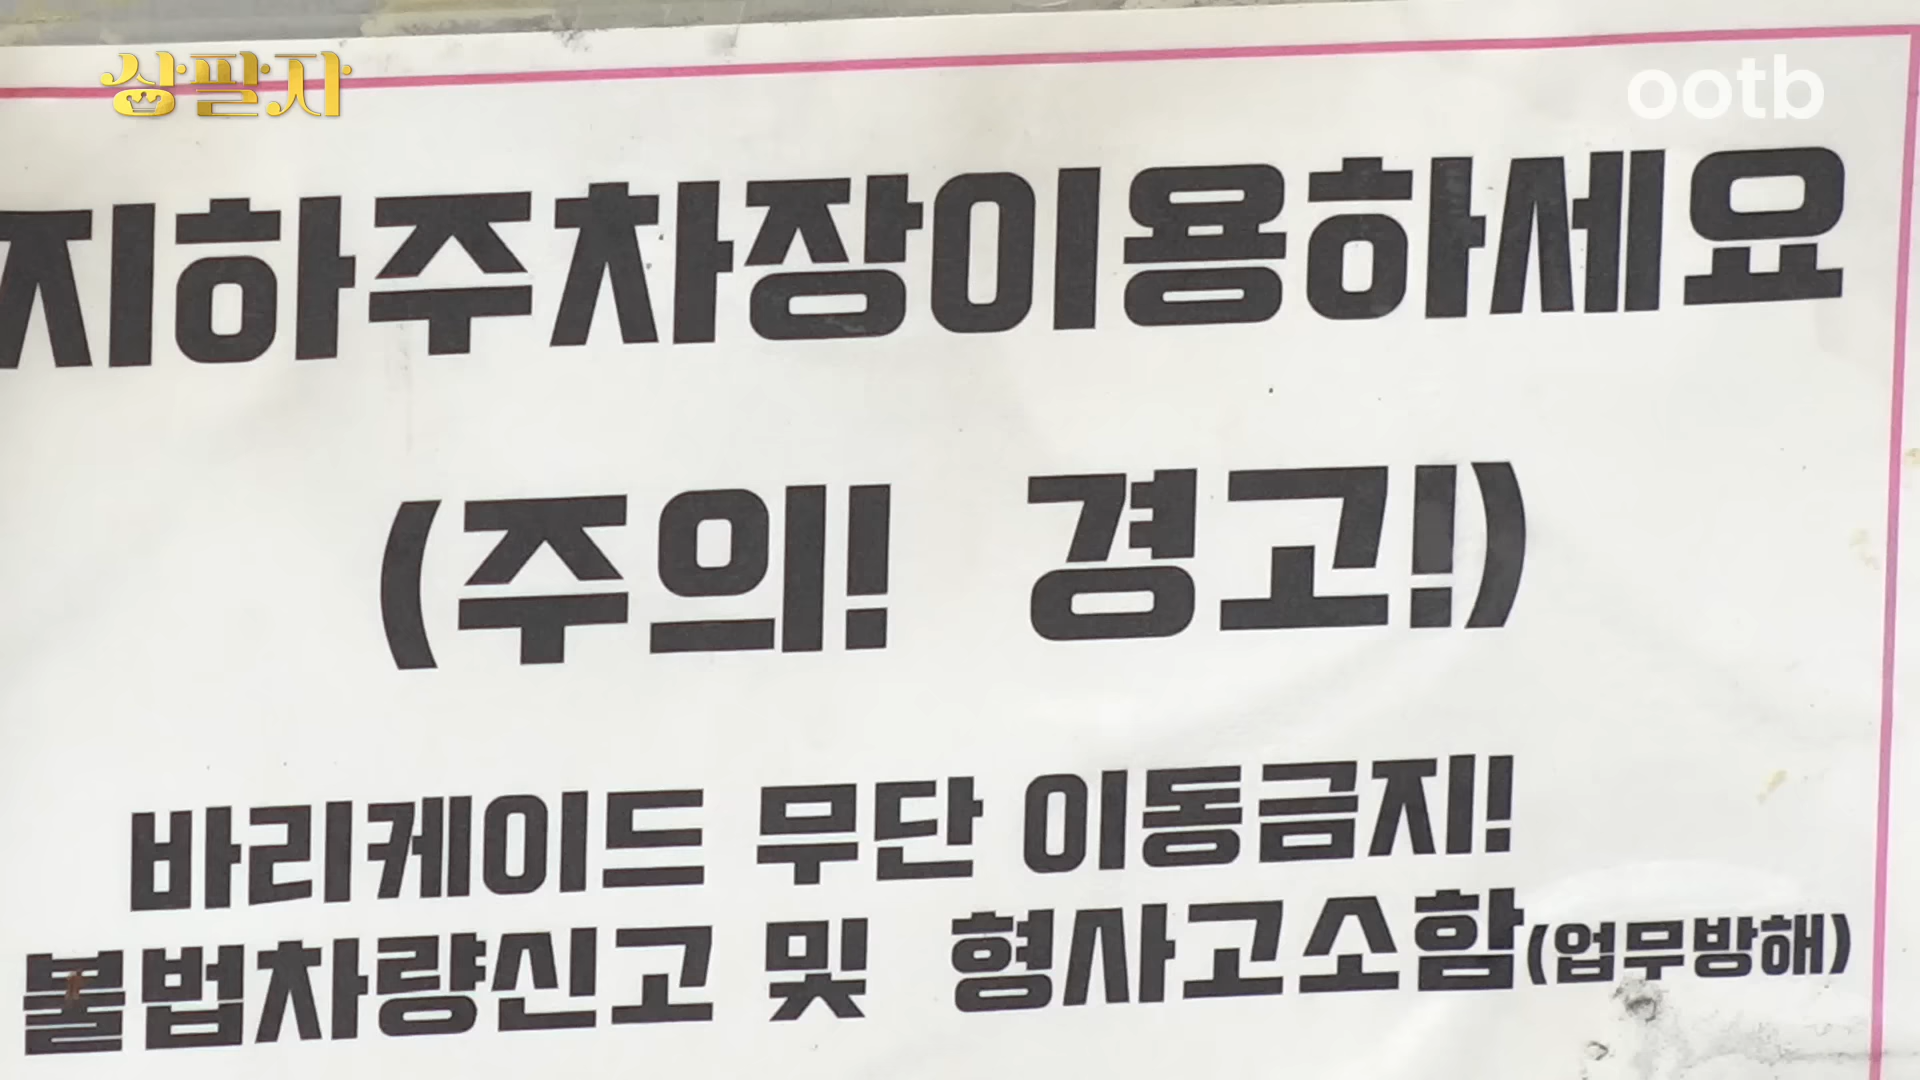 상팔자
ootb
지하주차장이용하세요
(주의! 경고!)
바리케이드 무단 이동금지!
불법차량신고 및 형사고소함(업무방해)